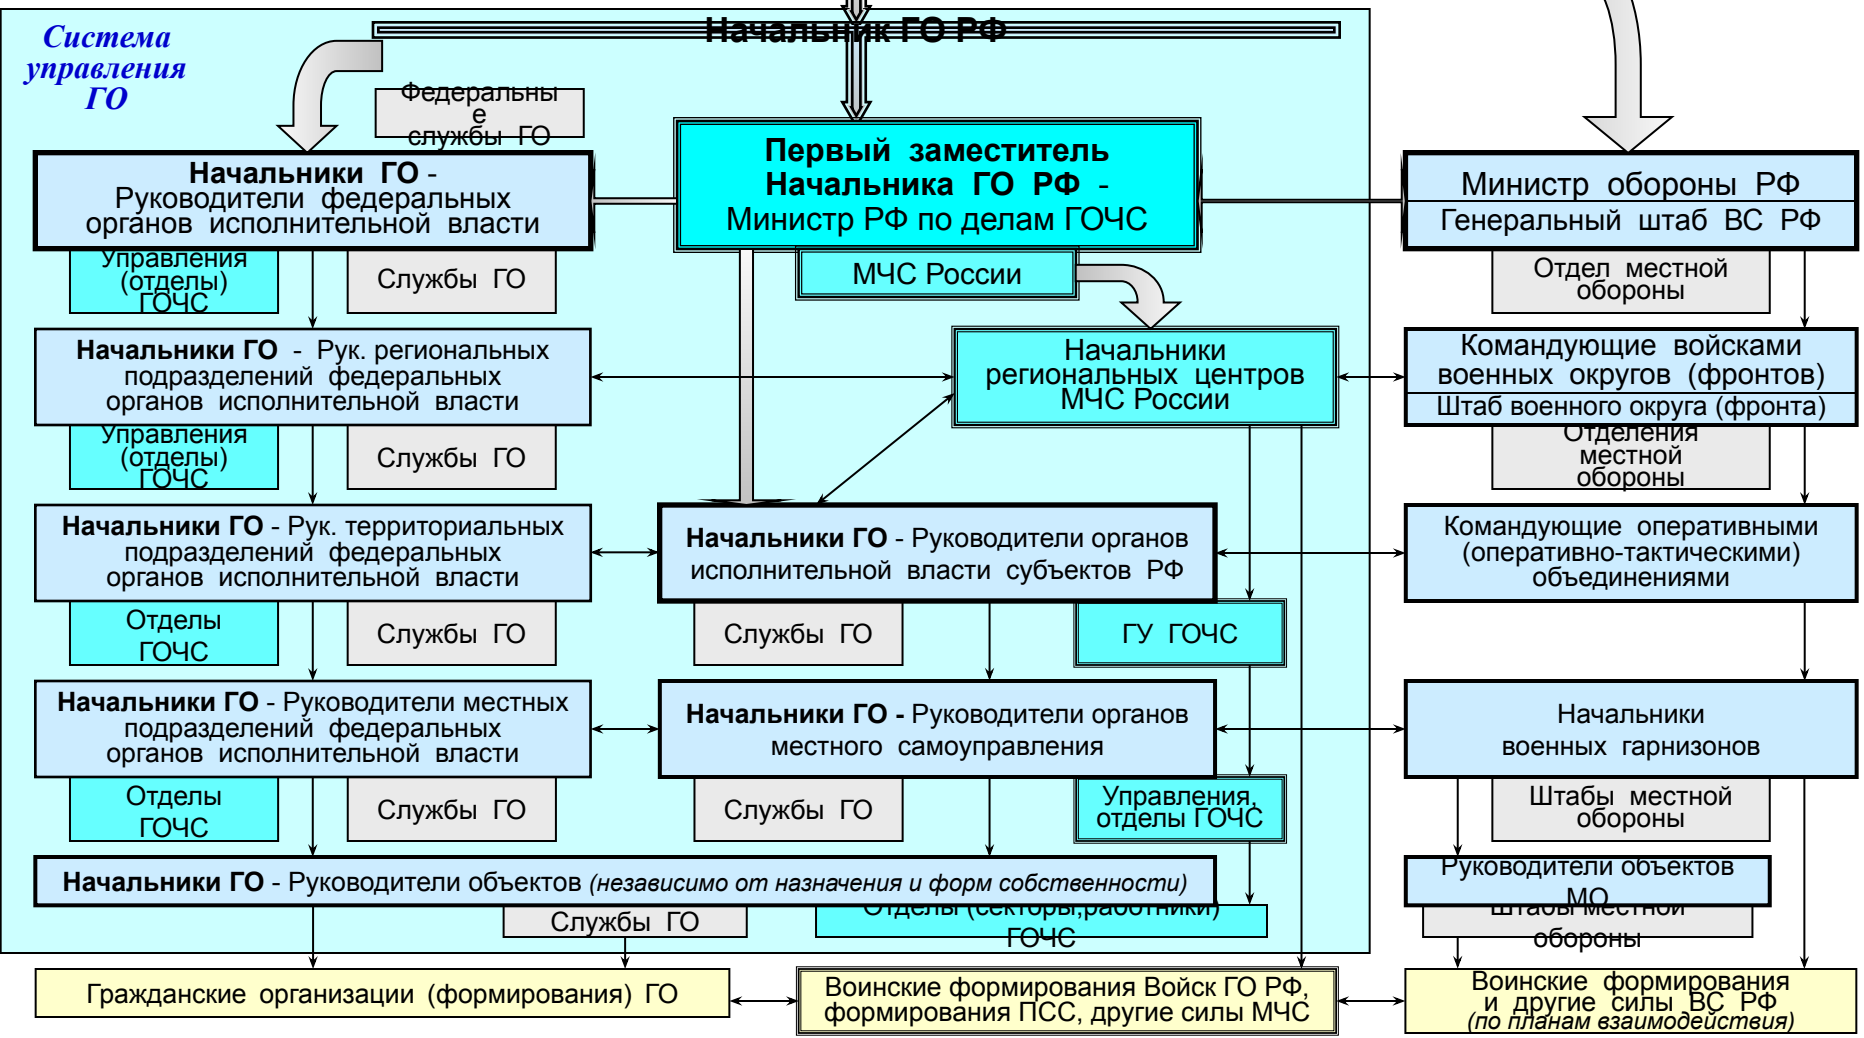 Система
управления
ГО
Начальник ГО РФ
Федеральны
е
службы ГО
Начальники ГО -
Руководители федеральных
органов исполнительной власти
Первый заместитель
Начальника ГО РФ -
Министр РФ по делам ГОЧС
Министр обороны РФ
Генеральный штаб ВС РФ
Управления
(отделы)
ГОЧС
Службы ГО
МЧС России
Отдел местной
обороны
Начальники ГО - Рук. региональных
подразделений федеральных
органов исполнительной власти
Начальники
региональных центров
МЧС России
Командующие войсками
военных округов (фронтов)
Штаб военного округа (фронта)
Управления
(отделы)
ГОЧС
Службы ГО
Отделения
местной
обороны
Начальники ГО - Рук. территориальных
подразделений федеральных
органов исполнительной власти
Начальники ГО - Руководители органов
исполнительной власти субъектов РФ
Командующие оперативными
(оперативно-тактическими)
объединениями
Отделы
ГОЧС
Службы ГО
Службы ГО
ГУ ГОЧС
Начальники ГО - Руководители местных
подразделений федеральных
органов исполнительной власти
Начальники ГО - Руководители органов
местного самоуправления
Начальники
военных гарнизонов
Отделы
ГОЧС
Службы ГО
Службы ГО
Управления,
отделы ГОЧС
Штабы местной
обороны
Начальники ГО - Руководители объектов (независимо от назначения и форм собственности)
Руководители объектов
МО
Службы ГО
Отделы (секторы,работники)
ГОЧС
Штабы местной
обороны
Гражданские организации (формирования) ГО
Воинские формирования Войск ГО РФ,
формирования ПСС, другие силы МЧС
Воинские формирования
и другие силы ВС РФ
(по планам взаимодействия)